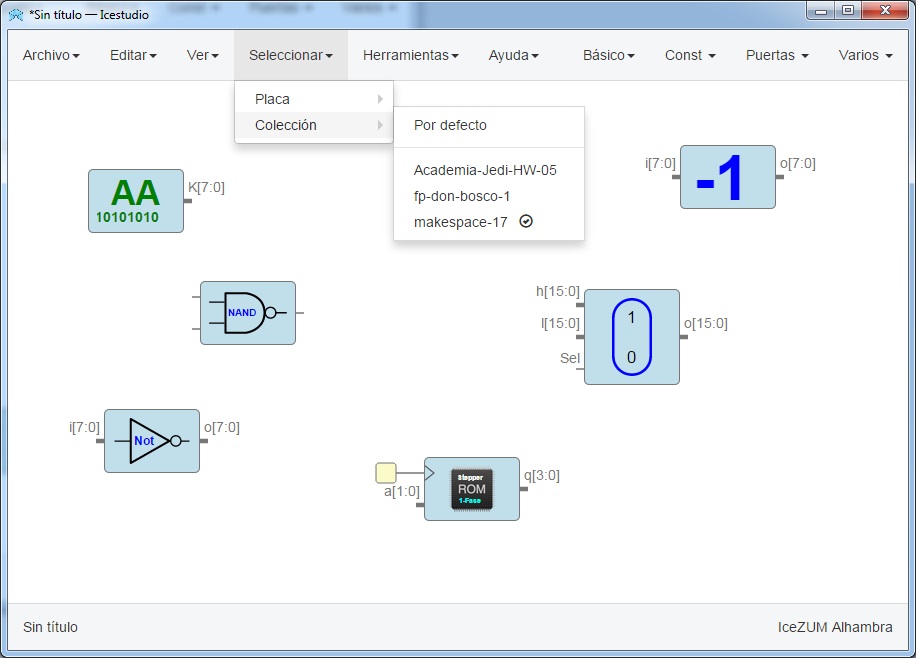 *Sin título — Icestudio
Archivo Editar Ver Seleccionar Herramientas Ayuda Básico Const Puertas Varios
Placa
Colección
Por defecto
Academia-Jedi-HW-05
fp-don-bosco-1
makespace-17
i[7:0] -1 o[7:0]
AA K[7:0]
10101010
NAND
h[15:0]
l[15:0] 1 o[15:0]
Sel 0
i[7:0] Not o[7:0]
a[1:0] Stepper q[3:0]
ROM
1-Fase
Sin título IceZUM Alhambra